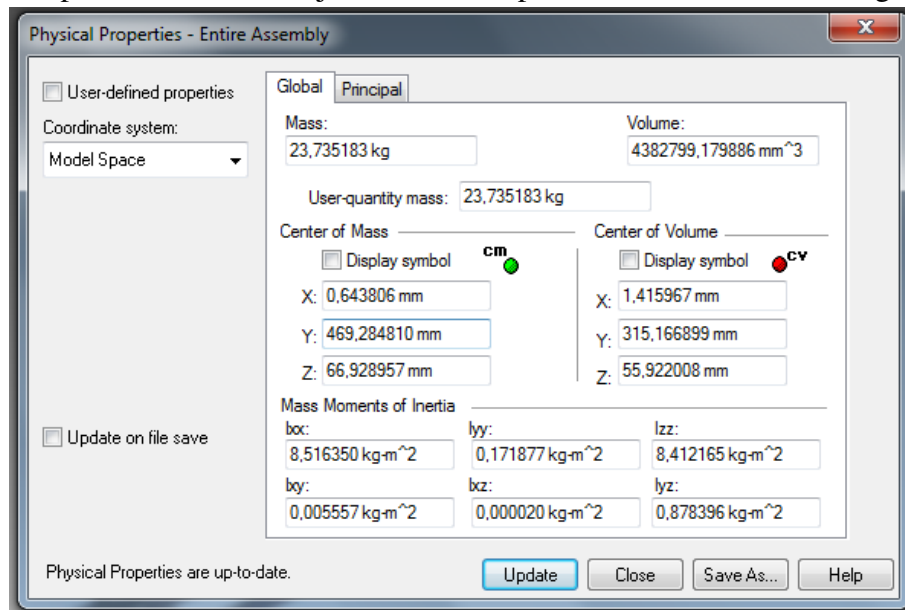 Physical Properties - Entire Assembly
User-defined properties
Coordinate system:
Model Space
Update on file save
Global Principal
Mass: Volume:
23,735183 kg 4382799,179886 mm^3
User-quantity mass: 23,735183 kg
Center of Mass Center of Volume
Display symbol cm Display symbol cv
X: 0,643806 mm X: 1,415967 mm
Y: 469,284810 mm Y: 315,166899 mm
Z: 66,928957 mm Z: 55,922008 mm
Mass Moments of Inertia
Ixx: Iyy: Izz:
8,516350 kg-m^2 0,171877 kg-m^2 8,412165 kg-m^2
Ixy: Ixz: Iyz:
0,005557 kg-m^2 0,000020 kg-m^2 0,878396 kg-m^2
Physical Properties are up-to-date. Update Close Save As... Help